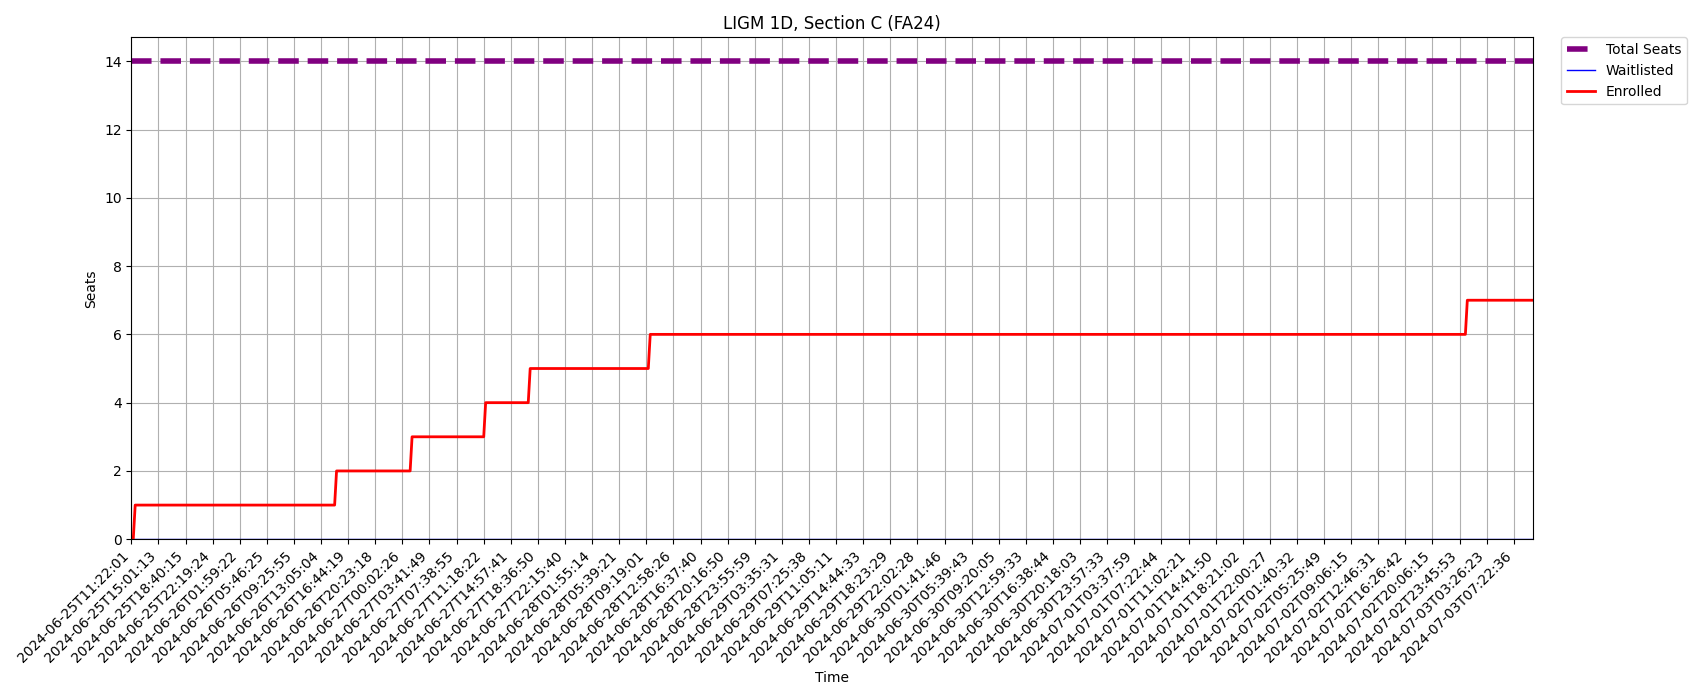 LIGM 1D, Section C (FA24)
Total Seats
Waitlisted
Enrolled
14
12
10
8
6
4
2
0
Seats
2024-06-25T11:22:01
2024-06-25T15:01:13
2024-06-25T18:40:15
2024-06-25T22:19:24
2024-06-26T01:59:22
2024-06-26T05:46:25
2024-06-26T09:25:55
2024-06-26T13:05:04
2024-06-26T16:44:19
2024-06-26T20:23:18
2024-06-27T00:02:26
2024-06-27T03:41:49
2024-06-27T07:38:55
2024-06-27T11:18:22
2024-06-27T14:57:41
2024-06-27T18:36:50
2024-06-27T22:15:40
2024-06-28T01:55:14
2024-06-28T05:39:21
2024-06-28T09:19:01
2024-06-28T12:58:26
2024-06-28T16:37:40
2024-06-28T20:16:50
2024-06-28T23:55:59
2024-06-29T03:35:31
2024-06-29T07:25:38
2024-06-29T11:05:11
2024-06-29T14:44:33
2024-06-29T18:23:29
2024-06-29T22:02:28
2024-06-30T01:41:46
2024-06-30T05:39:43
2024-06-30T09:20:05
2024-06-30T12:59:33
2024-06-30T16:38:44
2024-06-30T20:18:03
2024-06-30T23:57:33
2024-07-01T03:37:59
2024-07-01T07:22:44
2024-07-01T11:02:21
2024-07-01T14:41:50
2024-07-01T18:21:02
2024-07-01T22:00:27
2024-07-02T01:40:32
2024-07-02T05:25:49
2024-07-02T09:06:15
2024-07-02T12:46:31
2024-07-02T16:26:42
2024-07-02T20:06:15
2024-07-02T23:45:53
2024-07-03T03:26:23
2024-07-03T07:22:36
Time